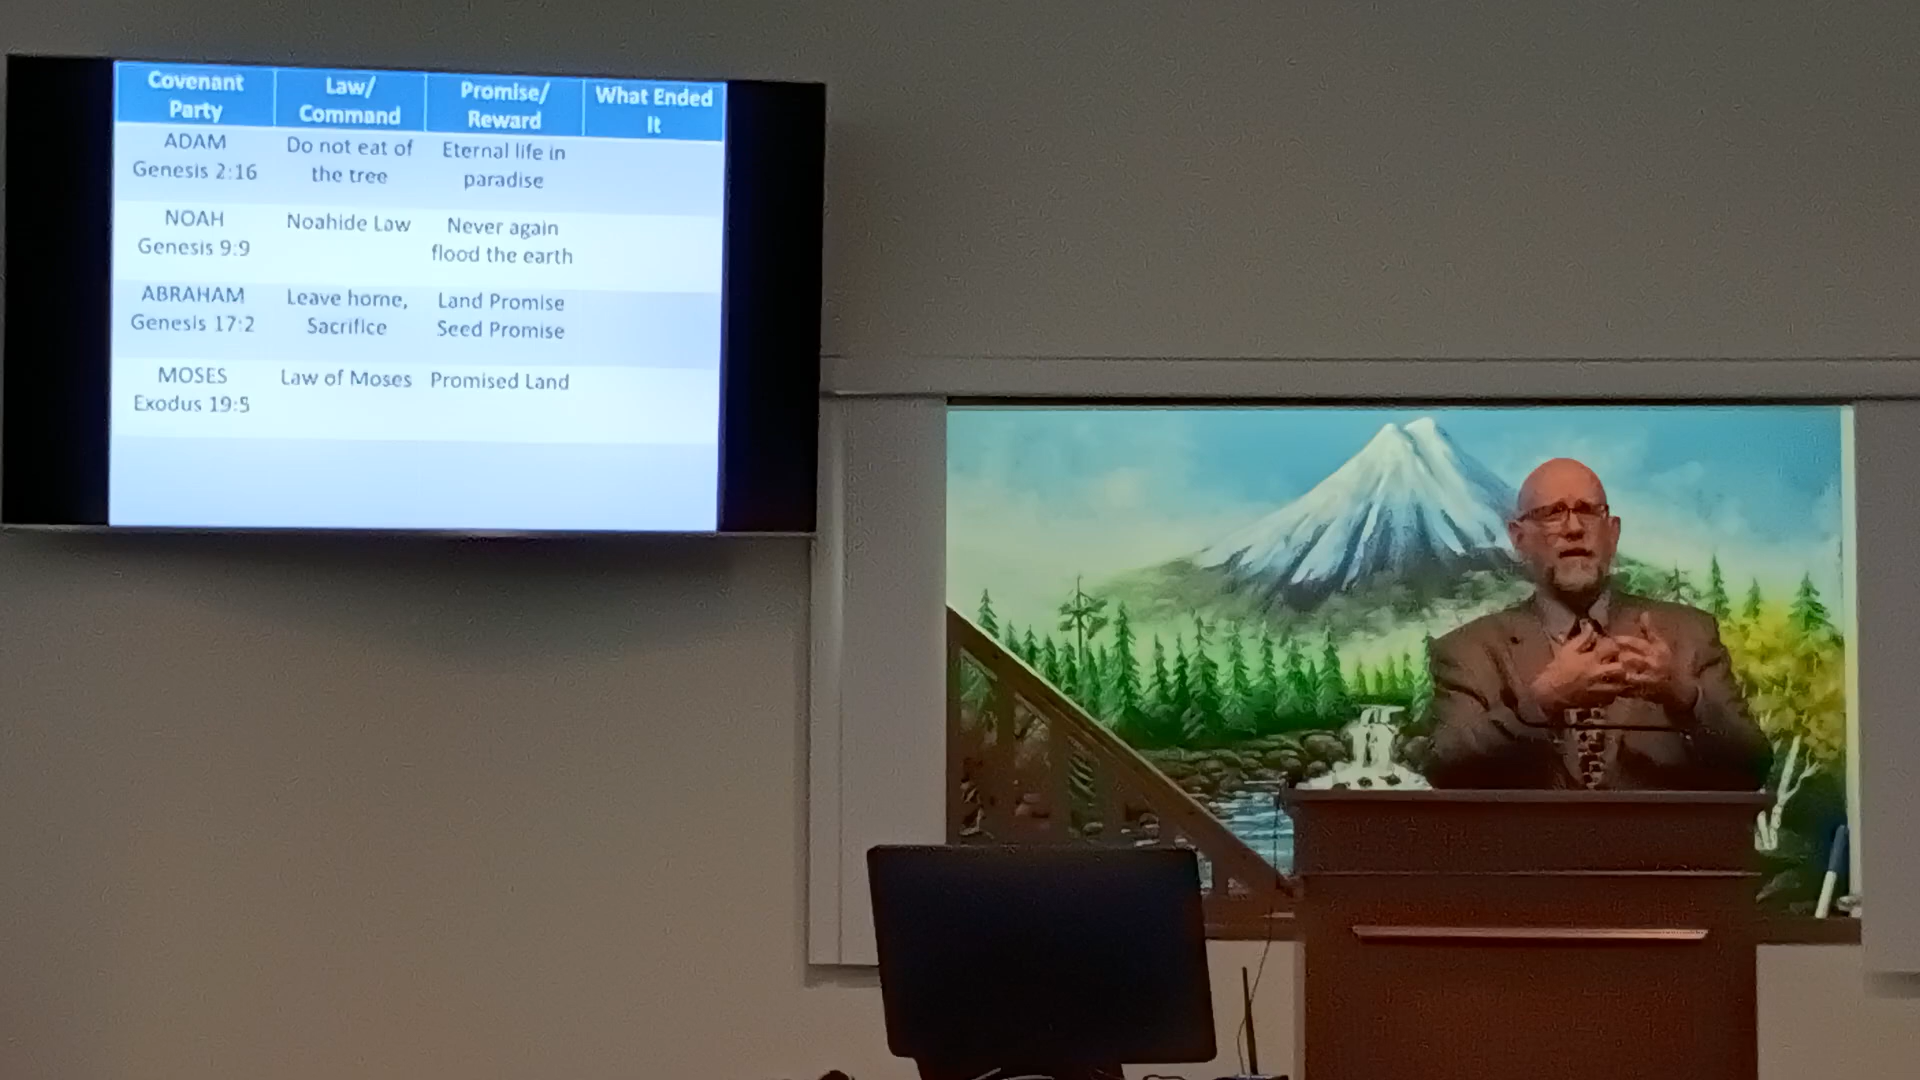 Covenant Party
Law/ Command
Promise/ Reward
What Ended It
ADAM
Genesis 2:16
Do not eat of
the tree
Eternal life in
paradise
NOAH
Genesis 9:9
Noahide Law
Never again
flood the earth
ABRAHAM
Genesis 17:2
Leave home,
Sacrifice
Land Promise
Seed Promise
MOSES
Exodus 19:5
Law of Moses
Promised Land